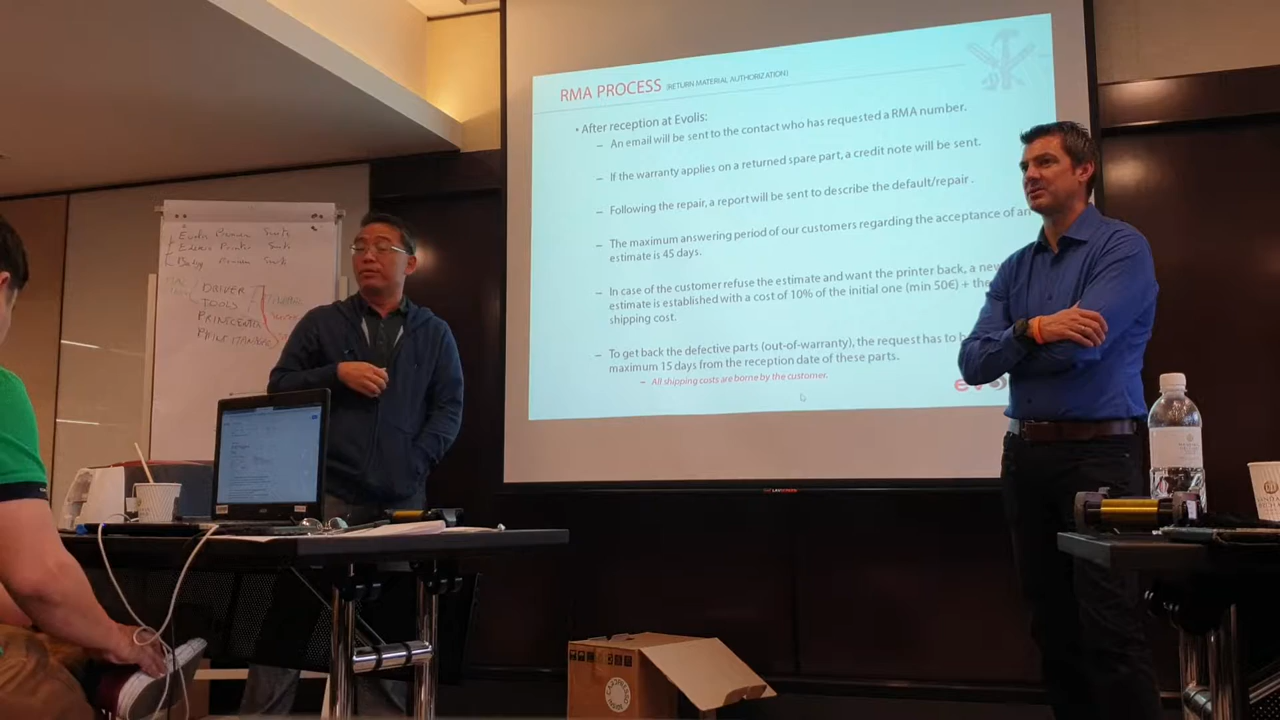 RMA PROCESS (RETURN MATERIAL AUTHORIZATION)
• After reception at Evolis:
– An email will be sent to the contact who has requested a RMA number.
– If the warranty applies on a returned spare part, a credit note will be sent.
– Following the repair, a report will be sent to describe the default/repair .
– The maximum answering period of our customers regarding the acceptance of an
estimate is 45 days.
– In case of the customer refuse the estimate and want the printer back, a new
estimate is established with a cost of 10% of the initial one (min 50€) + the
shipping cost.
– To get back the defective parts (out-of-warranty), the request has to
maximum 15 days from the reception date of these parts.
– All shipping costs are borne by the customer.
Evolis Premium Suite
Printer Suite
Suite
DRIVER
TOOLS